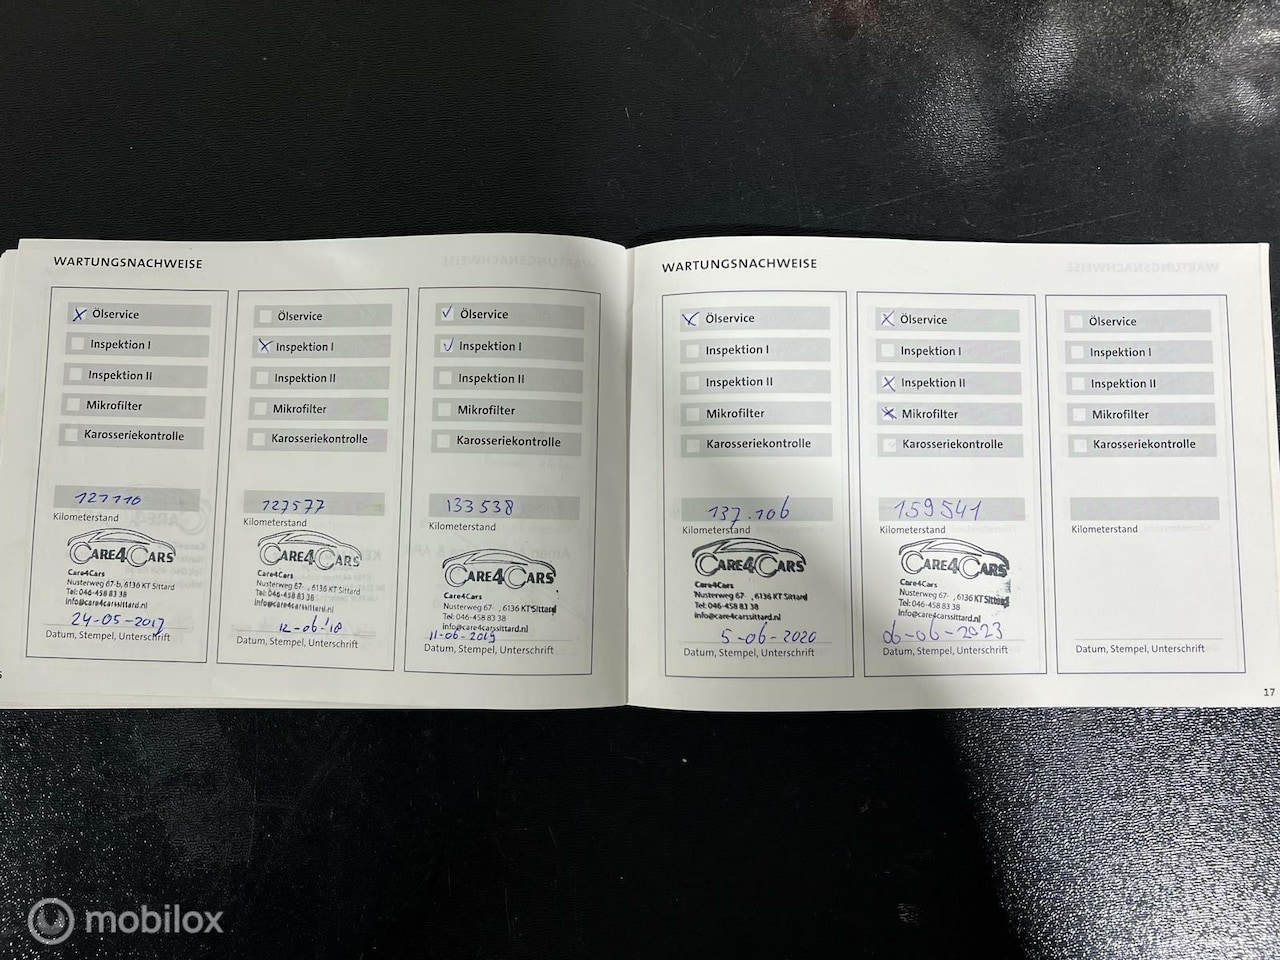 WARTUNGSNACHWEISE
Ölservice
Inspektion I
Inspektion II
Mikrofilter
Karosseriekontrolle
121110
Kilometerstand
CARE4CARS
Care4Cars
Nusterweg 67-b, 6136 KT Sittard
Tel: 046-458 83 38
info@care4carssittard.nl
24-05-2017
Datum, Stempel, Unterschrift
Ölservice
Inspektion I
Inspektion II
Mikrofilter
Karosseriekontrolle
127577
Kilometerstand
CARE4CARS
Care4Cars
Nusterweg 67- , 6136 KT Sittard
Tel: 046-458 83 38
info@care4carssittard.nl
12-06-'18
Datum, Stempel, Unterschrift
Ölservice
Inspektion I
Inspektion II
Mikrofilter
Karosseriekontrolle
133538
Kilometerstand
CARE4CARS
Care4Cars
Nusterweg 67- , 6136 KT Sittard
Tel: 046-458 83 38
info@care4carssittard.nl
11-06-2019
Datum, Stempel, Unterschrift
WARTUNGSNACHWEISE
Ölservice
Inspektion I
Inspektion II
Mikrofilter
Karosseriekontrolle
137.106
Kilometerstand
CARE4CARS
Care4Cars
Nusterweg 67- , 6136 KT Sittard
Tel: 046-458 83 38
info@care4carssittard.nl
5-06-2020
Datum, Stempel, Unterschrift
Ölservice
Inspektion I
Inspektion II
Mikrofilter
Karosseriekontrolle
159541
Kilometerstand
CARE4CARS
Care4Cars
Nusterweg 67- , 6136 KT Sittard
Tel: 046-458 83 38
info@care4carssittard.nl
06-06-2023
Datum, Stempel, Unterschrift
Ölservice
Inspektion I
Inspektion II
Mikrofilter
Karosseriekontrolle
Kilometerstand
Datum, Stempel, Unterschrift
17
mobilox